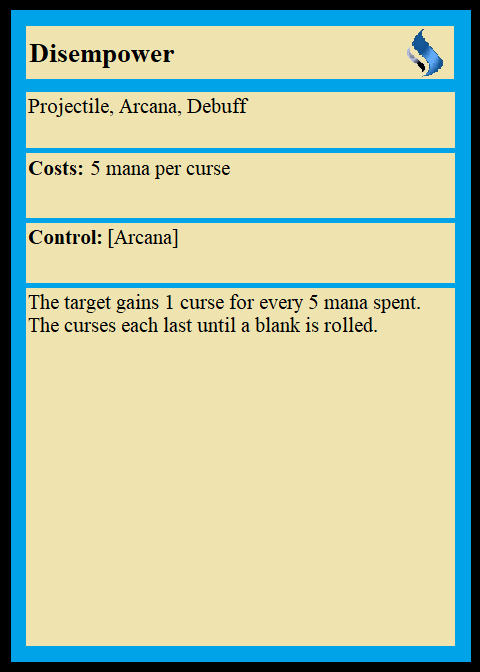 Disempower
Projectile, Arcana, Debuff
Costs: 5 mana per curse
Control: [Arcana]
The target gains 1 curse for every 5 mana spent.
The curses each last until a blank is rolled.